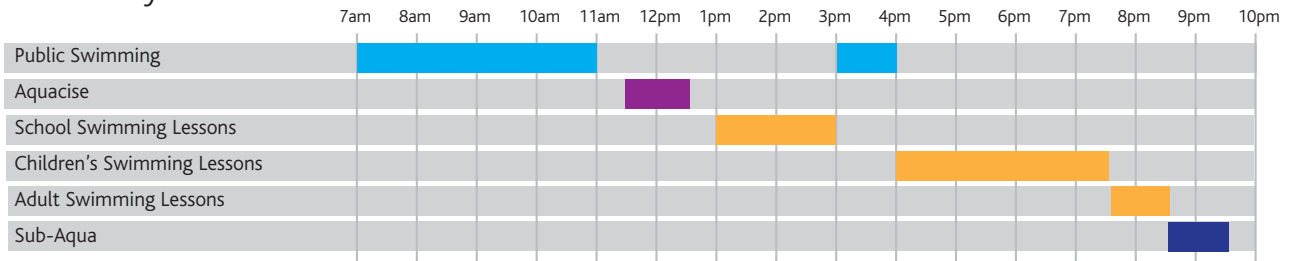 7am 8am 9am 10am 11am 12pm 1pm 2pm 3pm 4pm 5pm 6pm 7pm 8pm 9pm 10pm
Public Swimming
Aquacise
School Swimming Lessons
Children's Swimming Lessons
Adult Swimming Lessons
Sub-Aqua